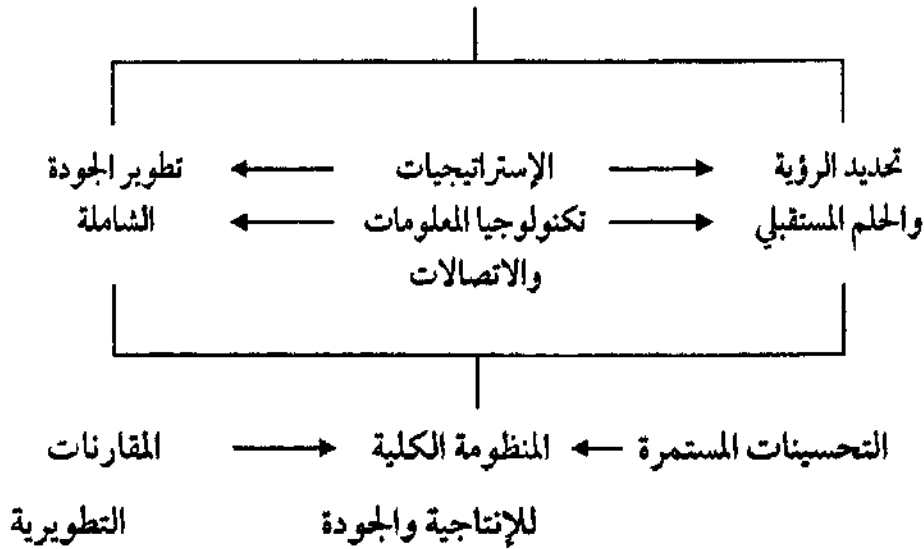 تحديد الرؤية الإستراتيجيات تطوير الجودة
والحلم المستقبلي تكنولوجيا المعلومات الشاملة
والاتصالات
التحسينات المستمرة المنظومة الكلية المقارنات
للإنتاجية والجودة التطويرية